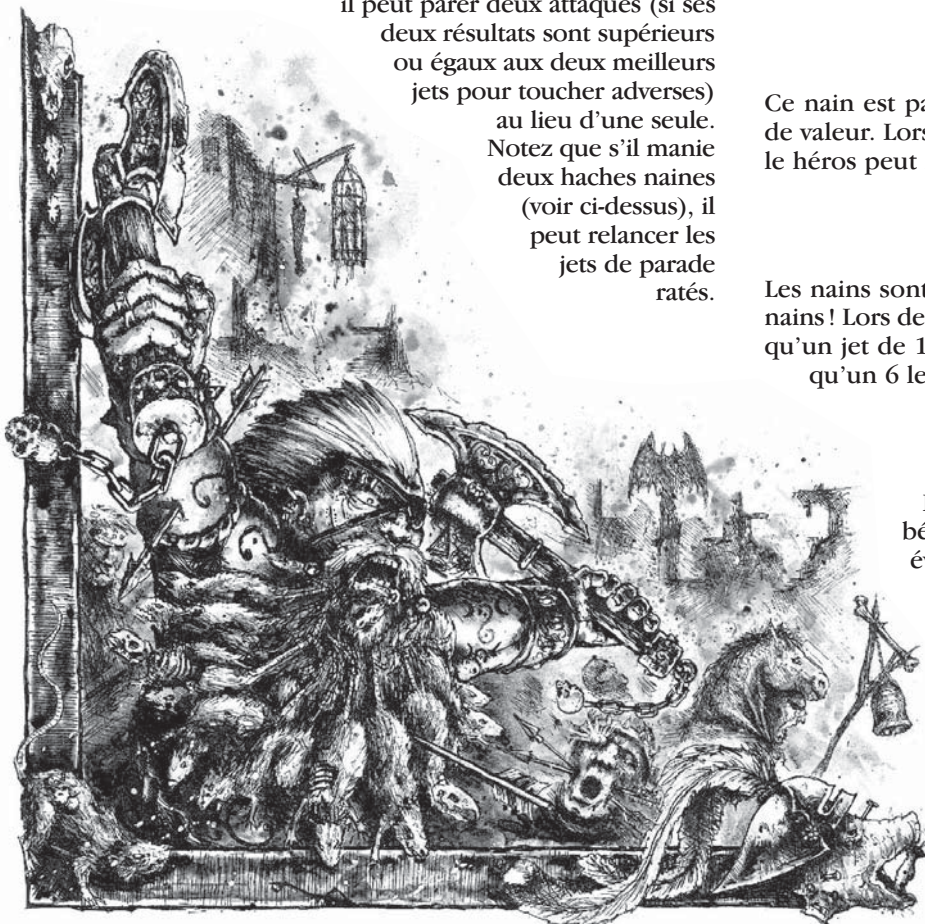 il peut parer deux attaques (si ses
deux résultats sont supérieurs
ou égaux aux deux meilleurs
jets pour toucher adverses)
au lieu d'une seule.
Notez que s'il manie
deux haches naines
(voir ci-dessus), il
peut relancer les
jets de parade
ratés.
Ce nain est pa
de valeur. Lors
le héros peut
Les nains sont
nains ! Lors de
qu'un jet de 1
qu'un 6 le
bé
év